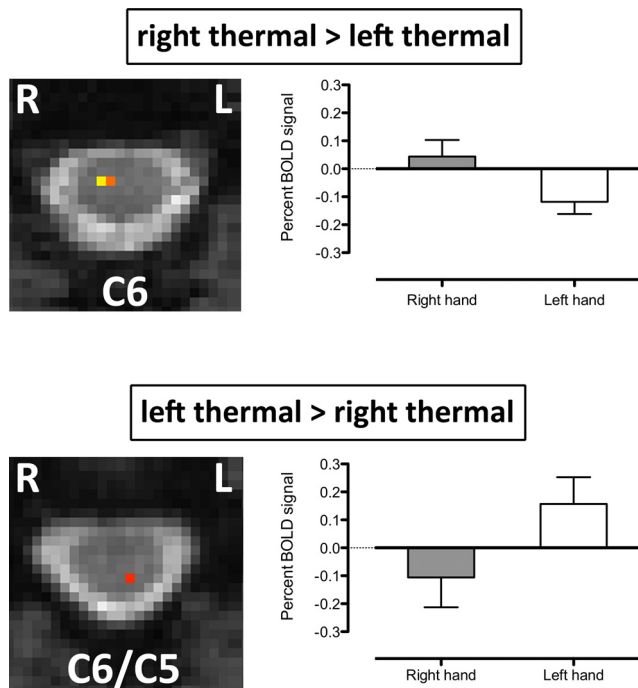 right thermal > left thermal
R L
C6
Percent BOLD signal
0.3
0.2
0.1
0.0
-0.1
-0.2
-0.3
Right hand Left hand
left thermal > right thermal
R L
C6/C5
Percent BOLD signal
0.3
0.2
0.1
0.0
-0.1
-0.2
-0.3
Right hand Left hand